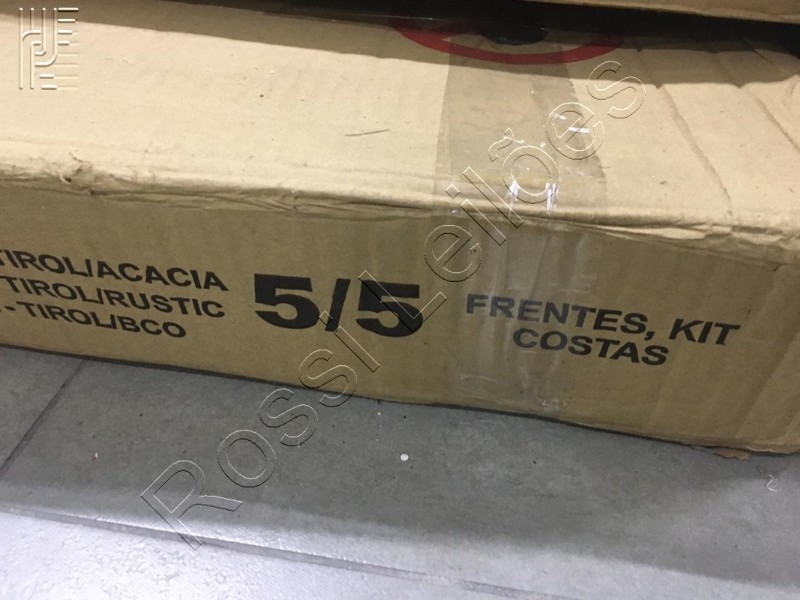 TIROL/ACACIA
TIROL/RUSTIC
- TIROL/BCO
5/5
FRENTES, KIT
COSTAS
Rossi Leilões